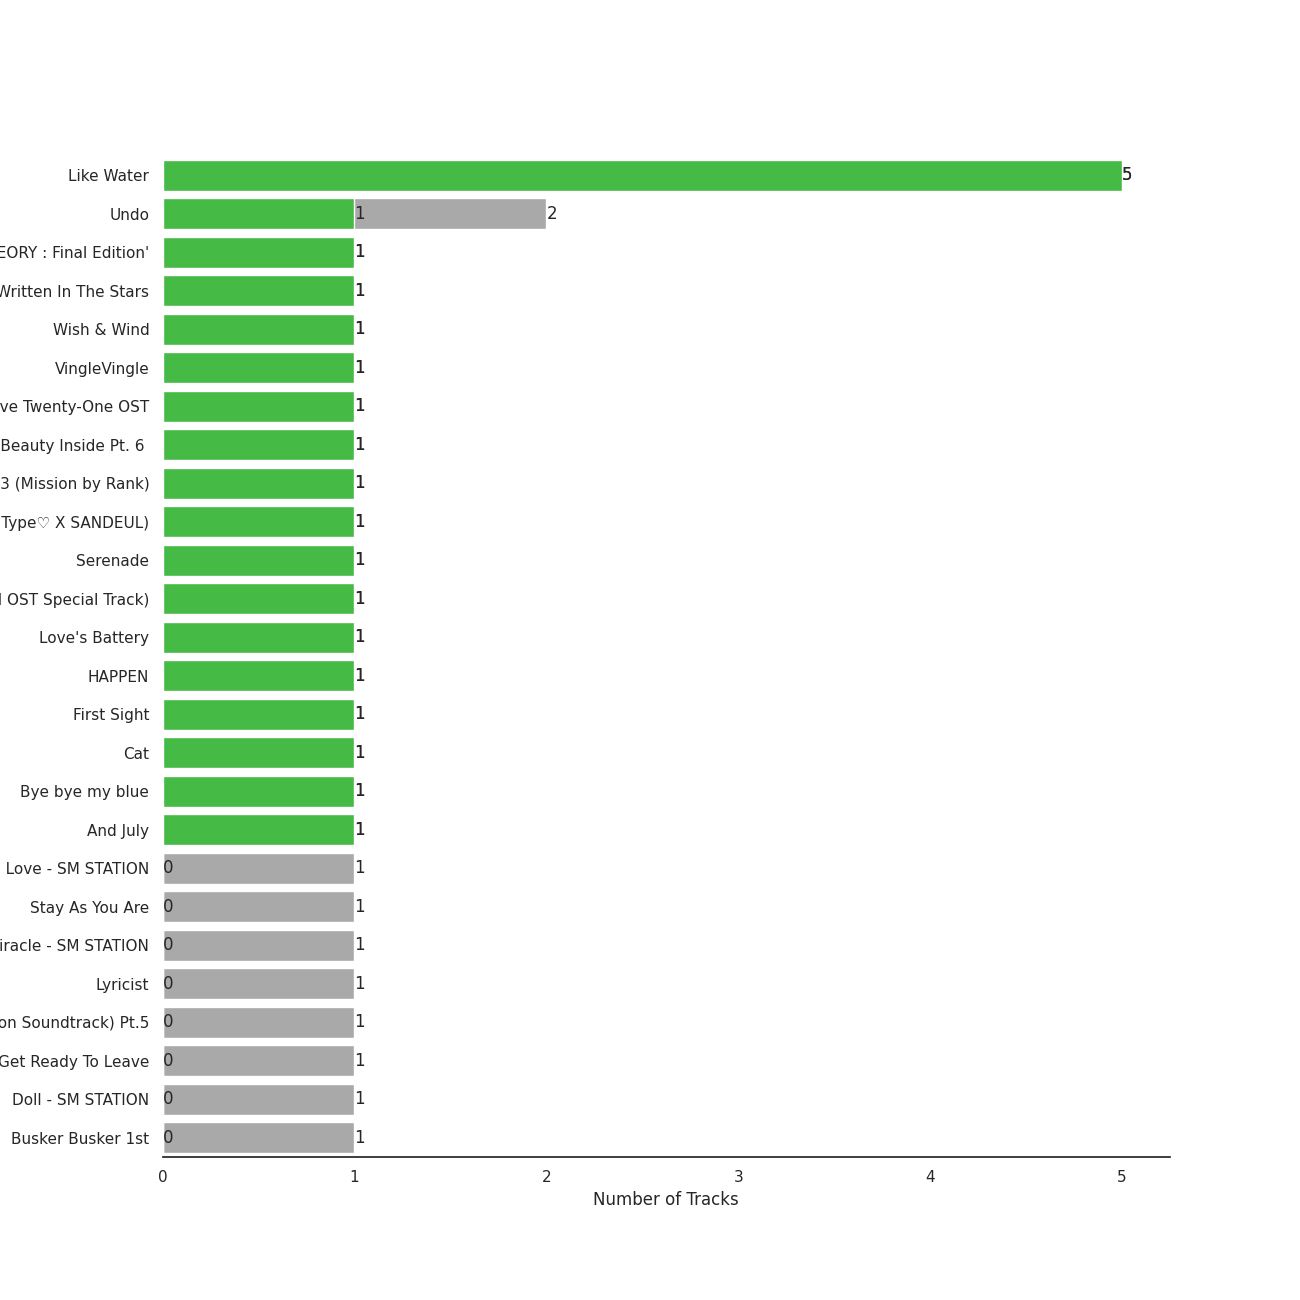 Like Water 5
Undo 1 2
EORY : Final Edition' 1
Written In The Stars 1
Wish & Wind 1
VingleVingle 1
ve Twenty-One OST 1
Beauty Inside Pt. 6 1
3 (Mission by Rank) 1
Type♡ X SANDEUL) 1
Serenade 1
OST Special Track) 1
Love's Battery 1
HAPPEN 1
First Sight 1
Cat 1
Bye bye my blue 1
And July 1
Love - SM STATION 0 1
Stay As You Are 0 1
iracle - SM STATION 0 1
Lyricist 0 1
on Soundtrack) Pt.5 0 1
Get Ready To Leave 0 1
Doll - SM STATION 0 1
Busker Busker 1st 0 1
0 1 2 3 4 5
Number of Tracks